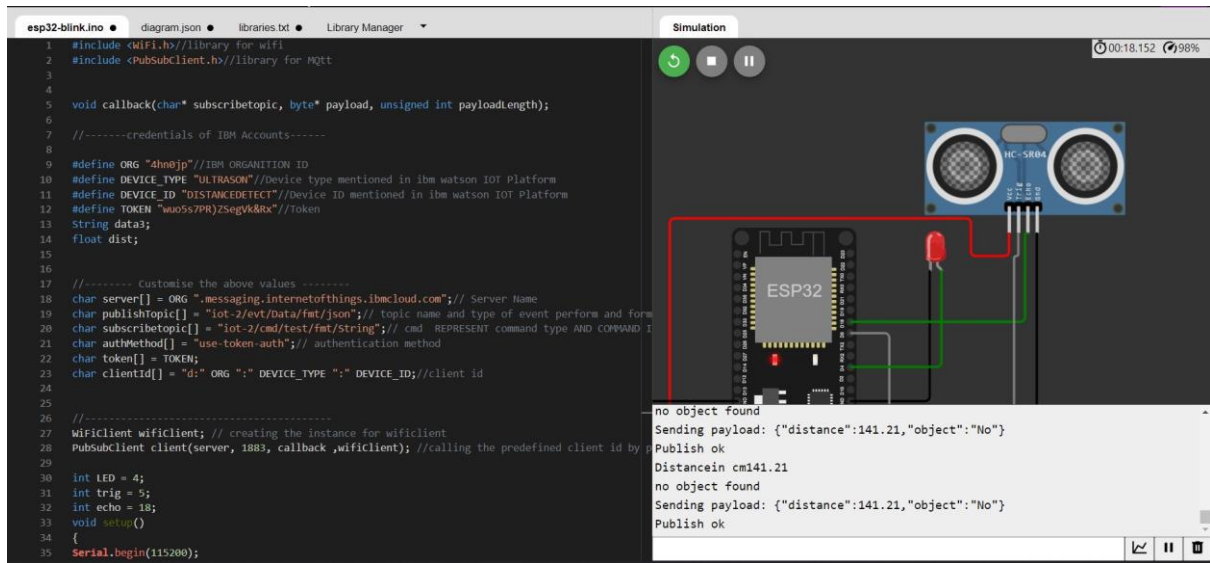 esp32-blink.ino ● diagram.json ● libraries.txt ● Library Manager ▼
1 #include <WiFi.h>//library for wifi
2 #include <PubSubClient.h>//library for MQtt
3
4
5 void callback(char* subscribetopic, byte* payload, unsigned int payloadLength);
6
7 //-------credentials of IBM Accounts------
8
9 #define ORG "4hn0jp"//IBM ORGANITION ID
10 #define DEVICE_TYPE "ULTRASON"//Device type mentioned in ibm watson IOT Platform
11 #define DEVICE_ID "DISTANCEDETECT"//Device ID mentioned in ibm watson IOT Platform
12 #define TOKEN "wuo5s7PR)ZSegVk&Rx"//Token
13 String data3;
14 float dist;
15
16
17 //-------- Customise the above values --------
18 char server[] = ORG ".messaging.internetofthings.ibmcloud.com";// Server Name
19 char publishTopic[] = "iot-2/evt/Data/fmt/json";// topic name and type of event perform and form
20 char subscribetopic[] = "iot-2/cmd/test/fmt/String";// cmd REPRESENT command type AND COMMAND I
21 char authMethod[] = "use-token-auth";// authentication method
22 char token[] = TOKEN;
23 char clientId[] = "d:" ORG ":" DEVICE_TYPE ":" DEVICE_ID;//client id
24
25
26 //-----------------------------------------
27 WiFiClient wifiClient; // creating the instance for wificlient
28 PubSubClient client(server, 1883, callback ,wifiClient); //calling the predefined client id by p
29
30 int LED = 4;
31 int trig = 5;
32 int echo = 18;
33 void setup()
34 {
35 Serial.begin(115200);
Simulation
00:18.152 98%
HC-SR04
Vcc Trig Echo Gnd
ESP32
no object found
Sending payload: {"distance":141.21,"object":"No"}
Publish ok
Distancein cm141.21
no object found
Sending payload: {"distance":141.21,"object":"No"}
Publish ok